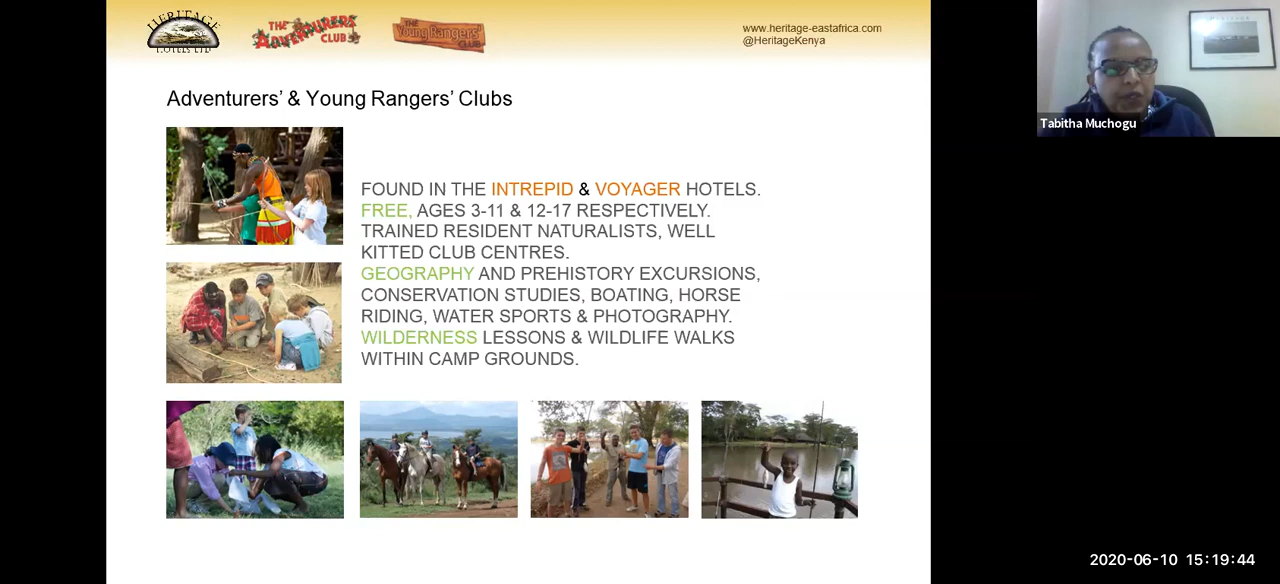 HERITAGE
HOTELS LTD
THE
ADVENTURERS
CLUB
THE
Young Rangers'
CLUB
www.heritage-eastafrica.com
@HeritageKenya
Adventurers' & Young Rangers' Clubs
FOUND IN THE INTREPID & VOYAGER HOTELS.
FREE, AGES 3-11 & 12-17 RESPECTIVELY.
TRAINED RESIDENT NATURALISTS, WELL
KITTED CLUB CENTRES.
GEOGRAPHY AND PREHISTORY EXCURSIONS,
CONSERVATION STUDIES, BOATING, HORSE
RIDING, WATER SPORTS & PHOTOGRAPHY.
WILDERNESS LESSONS & WILDLIFE WALKS
WITHIN CAMP GROUNDS.
Tabitha Muchogu
2020-06-10 15:19:44